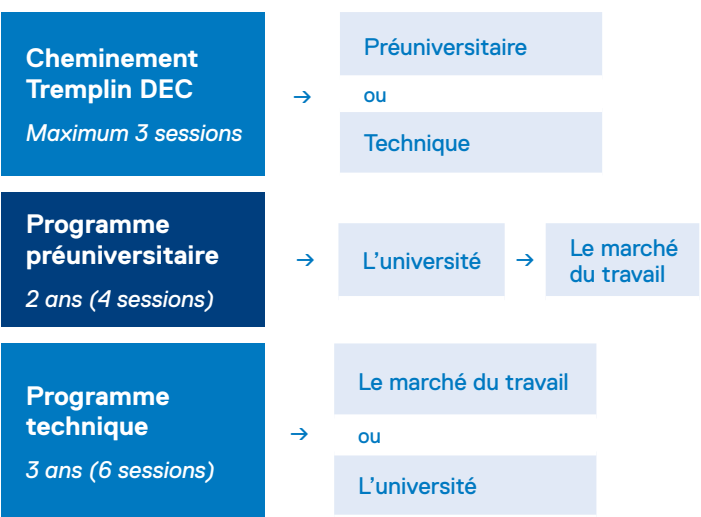 Cheminement
Tremplin DEC
Maximum 3 sessions
→
Préuniversitaire
ou
Technique
Programme
préuniversitaire
2 ans (4 sessions)
→
L'université
→
Le marché
du travail
Programme
technique
3 ans (6 sessions)
→
Le marché du travail
ou
L'université